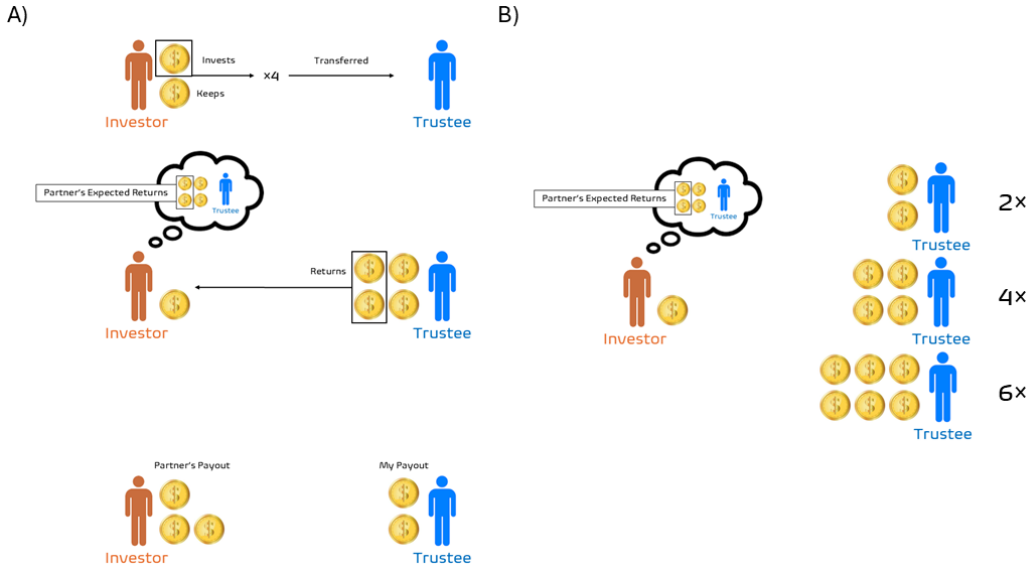 A)
B)
Invests
×4
Transferred
Keeps
Investor
Trustee
Partner's Expected Returns
Trustee
Returns
Investor
Trustee
Partner's Payout
My Payout
Investor
Trustee
Partner's Expected Returns
Trustee
Investor
2×
Trustee
4×
Trustee
6×
Trustee